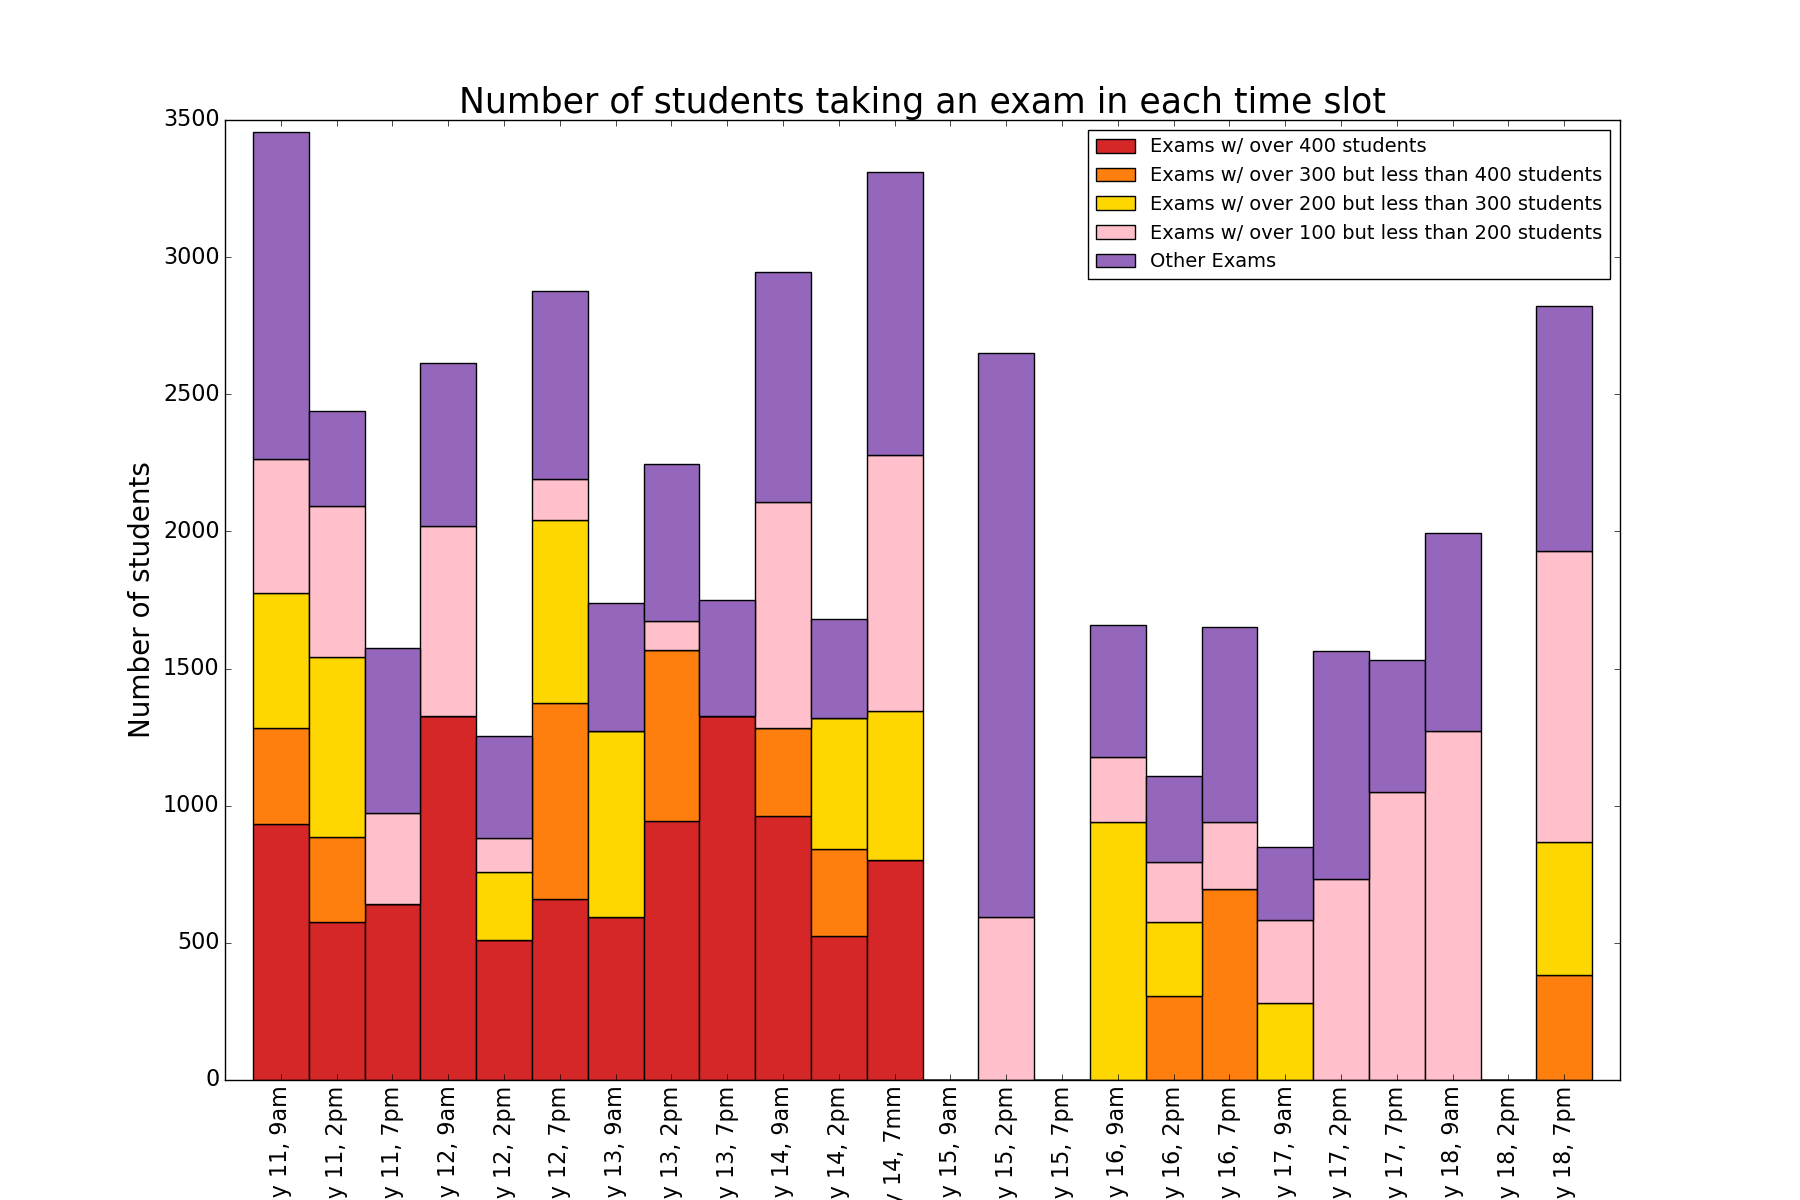 Number of students taking an exam in each time slot
Number of students
3500
3000
2500
2000
1500
1000
500
0
Exams w/ over 400 students
Exams w/ over 300 but less than 400 students
Exams w/ over 200 but less than 300 students
Exams w/ over 100 but less than 200 students
Other Exams
y 11, 9am
y 11, 2pm
y 11, 7pm
y 12, 9am
y 12, 2pm
y 12, 7pm
y 13, 9am
y 13, 2pm
y 13, 7pm
y 14, 9am
y 14, 2pm
y 14, 7mm
y 15, 9am
y 15, 2pm
y 15, 7pm
y 16, 9am
y 16, 2pm
y 16, 7pm
y 17, 9am
y 17, 2pm
y 17, 7pm
y 18, 9am
y 18, 2pm
y 18, 7pm